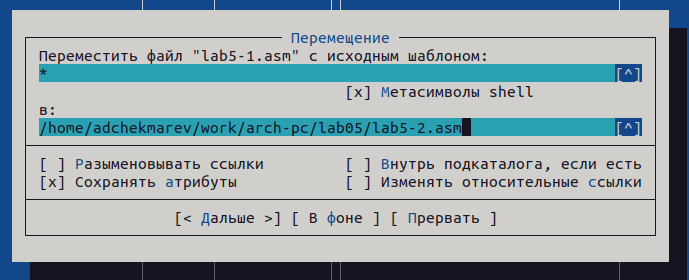 Перемещение
Переместить файл "lab5-1.asm" с исходным шаблоном:
* [^]
[x] Метасимволы shell
в:
/home/adchekmarev/work/arch-pc/lab05/lab5-2.asm [^]
[ ] Разыменовывать ссылки [ ] Внутрь подкаталога, если есть
[x] Сохранять атрибуты [ ] Изменять относительные ссылки
[< Дальше >] [ В фоне ] [ Прервать ]